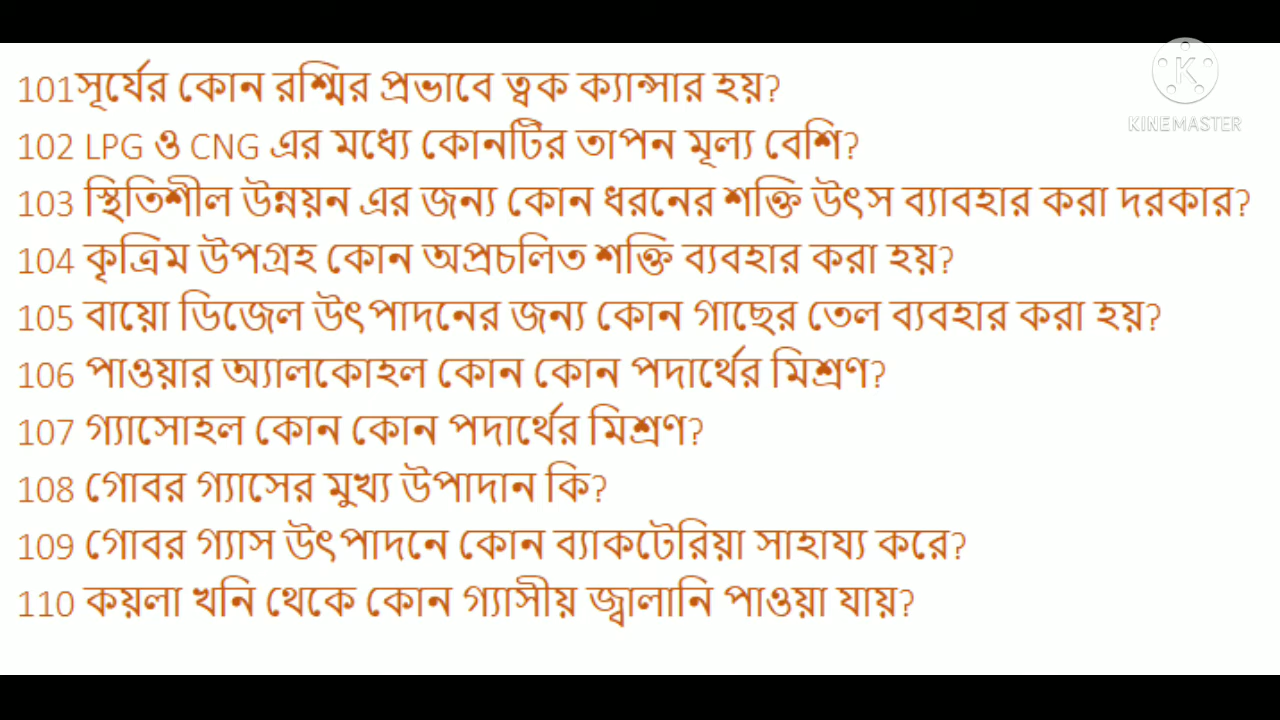 101সূর্যের কোন রশ্মির প্রভাবে ত্বক ক্যান্সার হয়?
102 LPG ও CNG এর মধ্যে কোনটির তাপন মূল্য বেশি?
103 স্থিতিশীল উন্নয়ন এর জন্য কোন ধরনের শক্তি উৎস ব্যাবহার করা দরকার?
104 কৃত্রিম উপগ্রহ কোন অপ্রচলিত শক্তি ব্যবহার করা হয়?
105 বায়ো ডিজেল উৎপাদনের জন্য কোন গাছের তেল ব্যবহার করা হয়?
106 পাওয়ার অ্যালকোহল কোন কোন পদার্থের মিশ্রণ?
107 গ্যাসোহল কোন কোন পদার্থের মিশ্রণ?
108 গোবর গ্যাসের মুখ্য উপাদান কি?
109 গোবর গ্যাস উৎপাদনে কোন ব্যাকটেরিয়া সাহায্য করে?
110 কয়লা খনি থেকে কোন গ্যাসীয় জ্বালানি পাওয়া যায়?
K
KINEMASTER